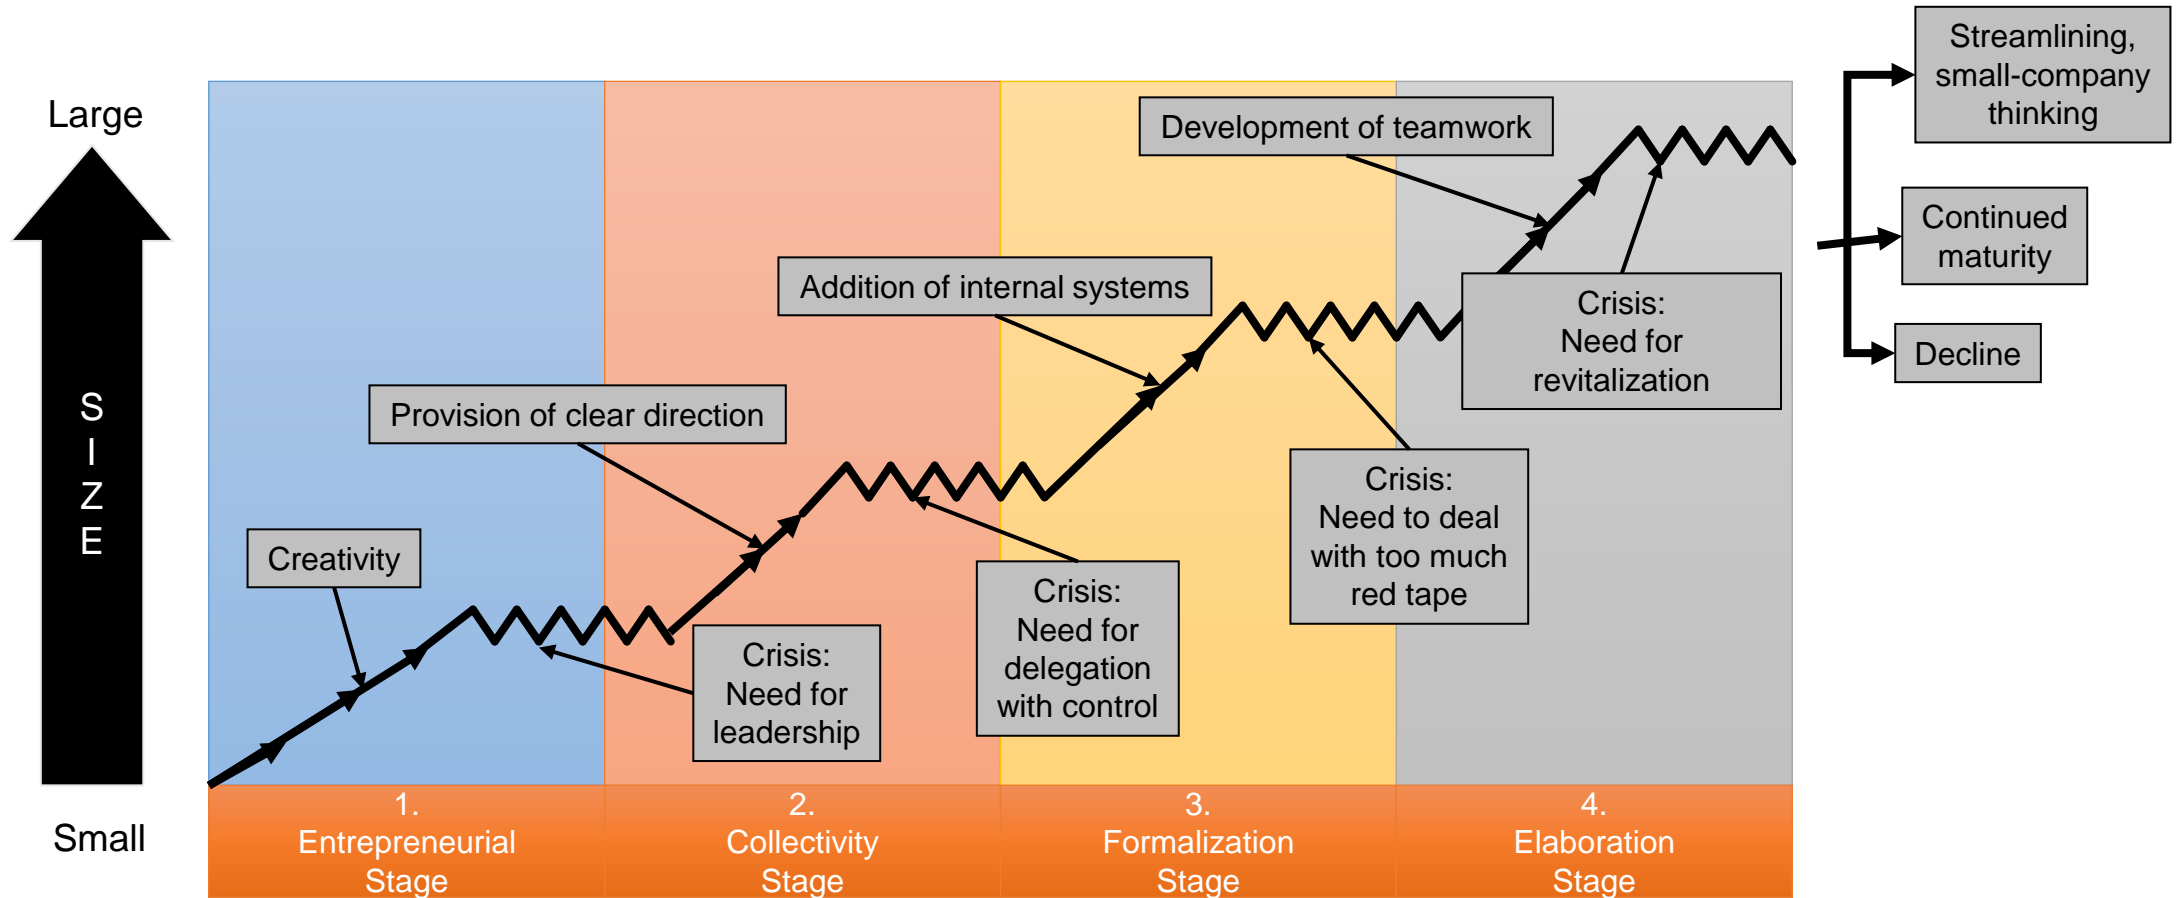 Large
S
I
Z
E
Small
Creativity
Provision of clear direction
Addition of internal systems
Development of teamwork
Crisis:
Need for
leadership
Crisis:
Need for
delegation
with control
Crisis:
Need to deal
with too much
red tape
Crisis:
Need for
revitalization
Streamlining,
small-company
thinking
Continued
maturity
Decline
1.
Entrepreneurial
Stage
2.
Collectivity
Stage
3.
Formalization
Stage
4.
Elaboration
Stage